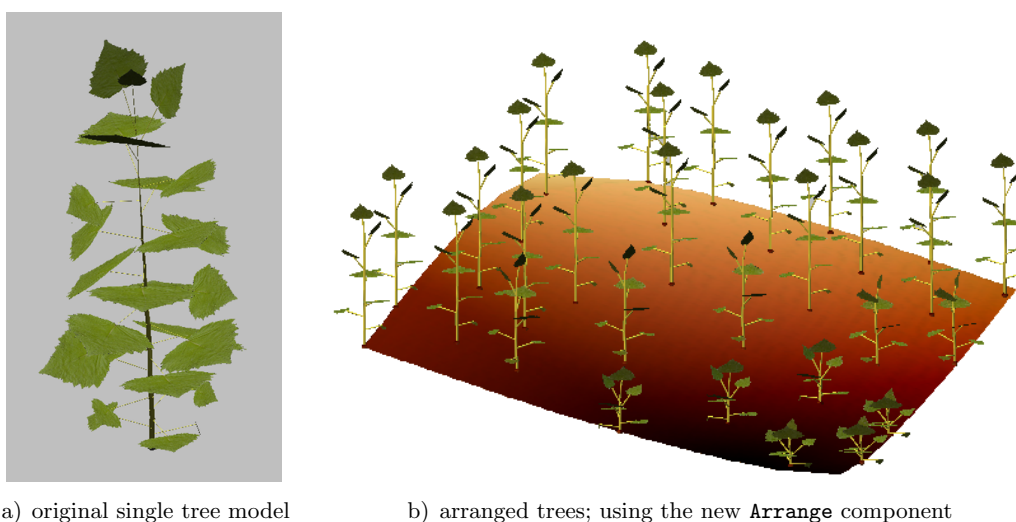 a) original single tree model
b) arranged trees; using the new Arrange component